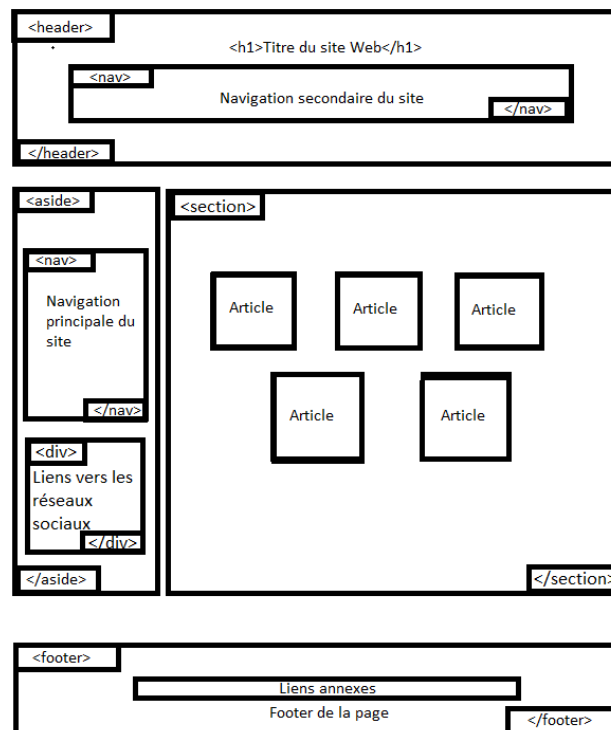 <header>
<h1>Titre du site Web</h1>
<nav>
Navigation secondaire du site
</nav>
</header>
<aside>
<nav>
Navigation
principale du
site
</nav>
<div>
Liens vers les
réseaux
sociaux
</div>
</aside>
<section>
Article
Article
Article
Article
Article
</section>
<footer>
Liens annexes
Footer de la page
</footer>